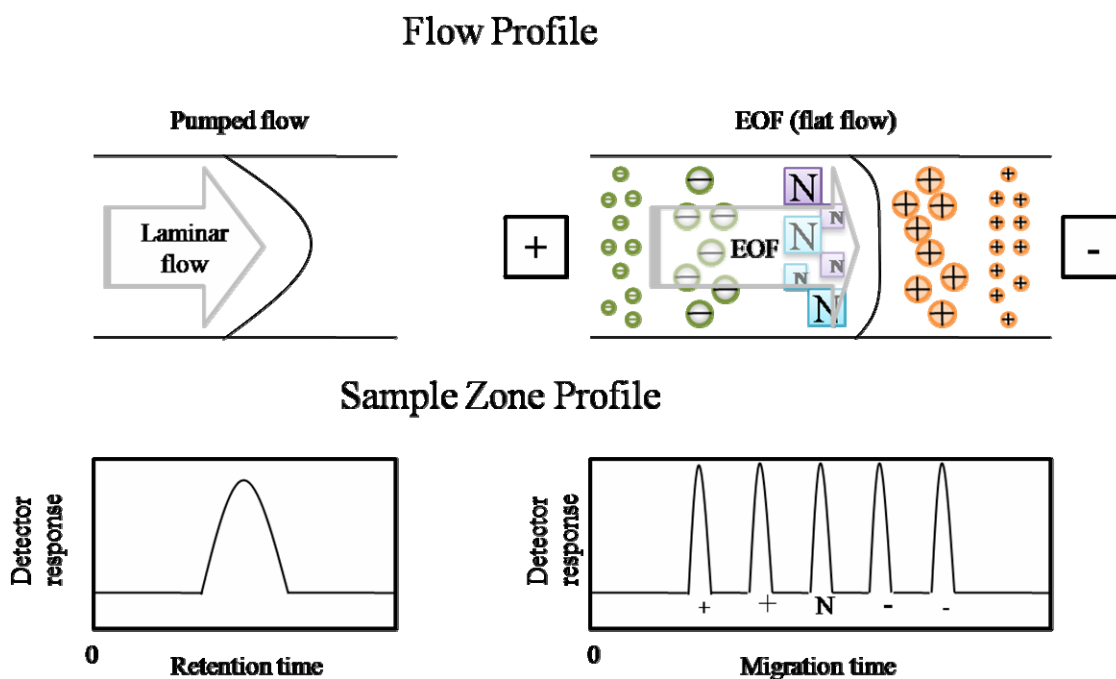 Flow Profile
Pumped flow
EOF (flat flow)
Laminar
flow
+
EOF
N
N
N
N
N
N
-
Sample Zone Profile
Detector
response
0
Retention time
Detector
response
+ + N - -
0
Migration time